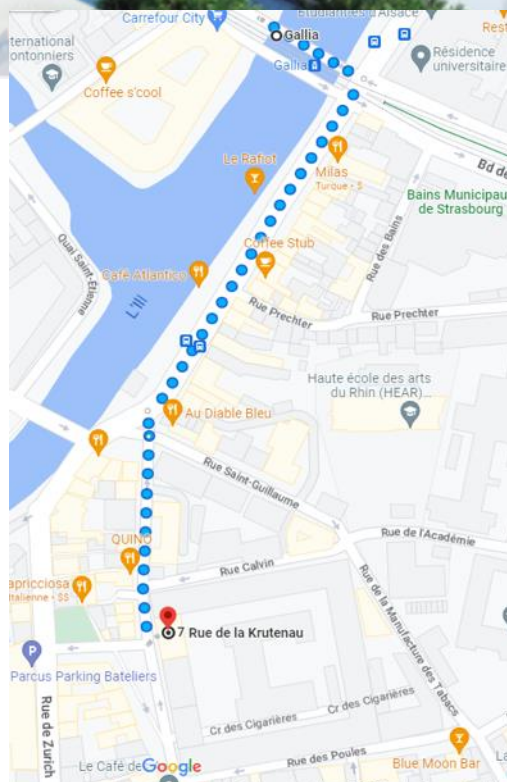 Carrefour City
Etudiantes d'Alsace
Rest
Gallia
Gallia
nternational
ontonniers
Résidence
universitaire
Coffee s'cool
Le Rafiot
Milas
Turque · $
Bd de
Bains Municipau
de Strasbourg
Quai Saint-Étienne
Coffee Stub
Rue des Bains
Café Atlantico
L'Ill
Rue Prechter
Rue Prechter
Haute école des arts
du Rhin (HEAR)...
Au Diable Bleu
Rue Saint-Guillaume
Rue de l'Académie
QUINO
Rue Calvin
apricciosa
italienne · $$
Rue de la Manufacture des Tabacs
7 Rue de la Krutenau
P
Parcus Parking Bateliers
Rue de Zurich
Cr des Cigarières
Cr des Cigarières
Le Café de
Google
Rue des Poules
Blue Moon Bar
La